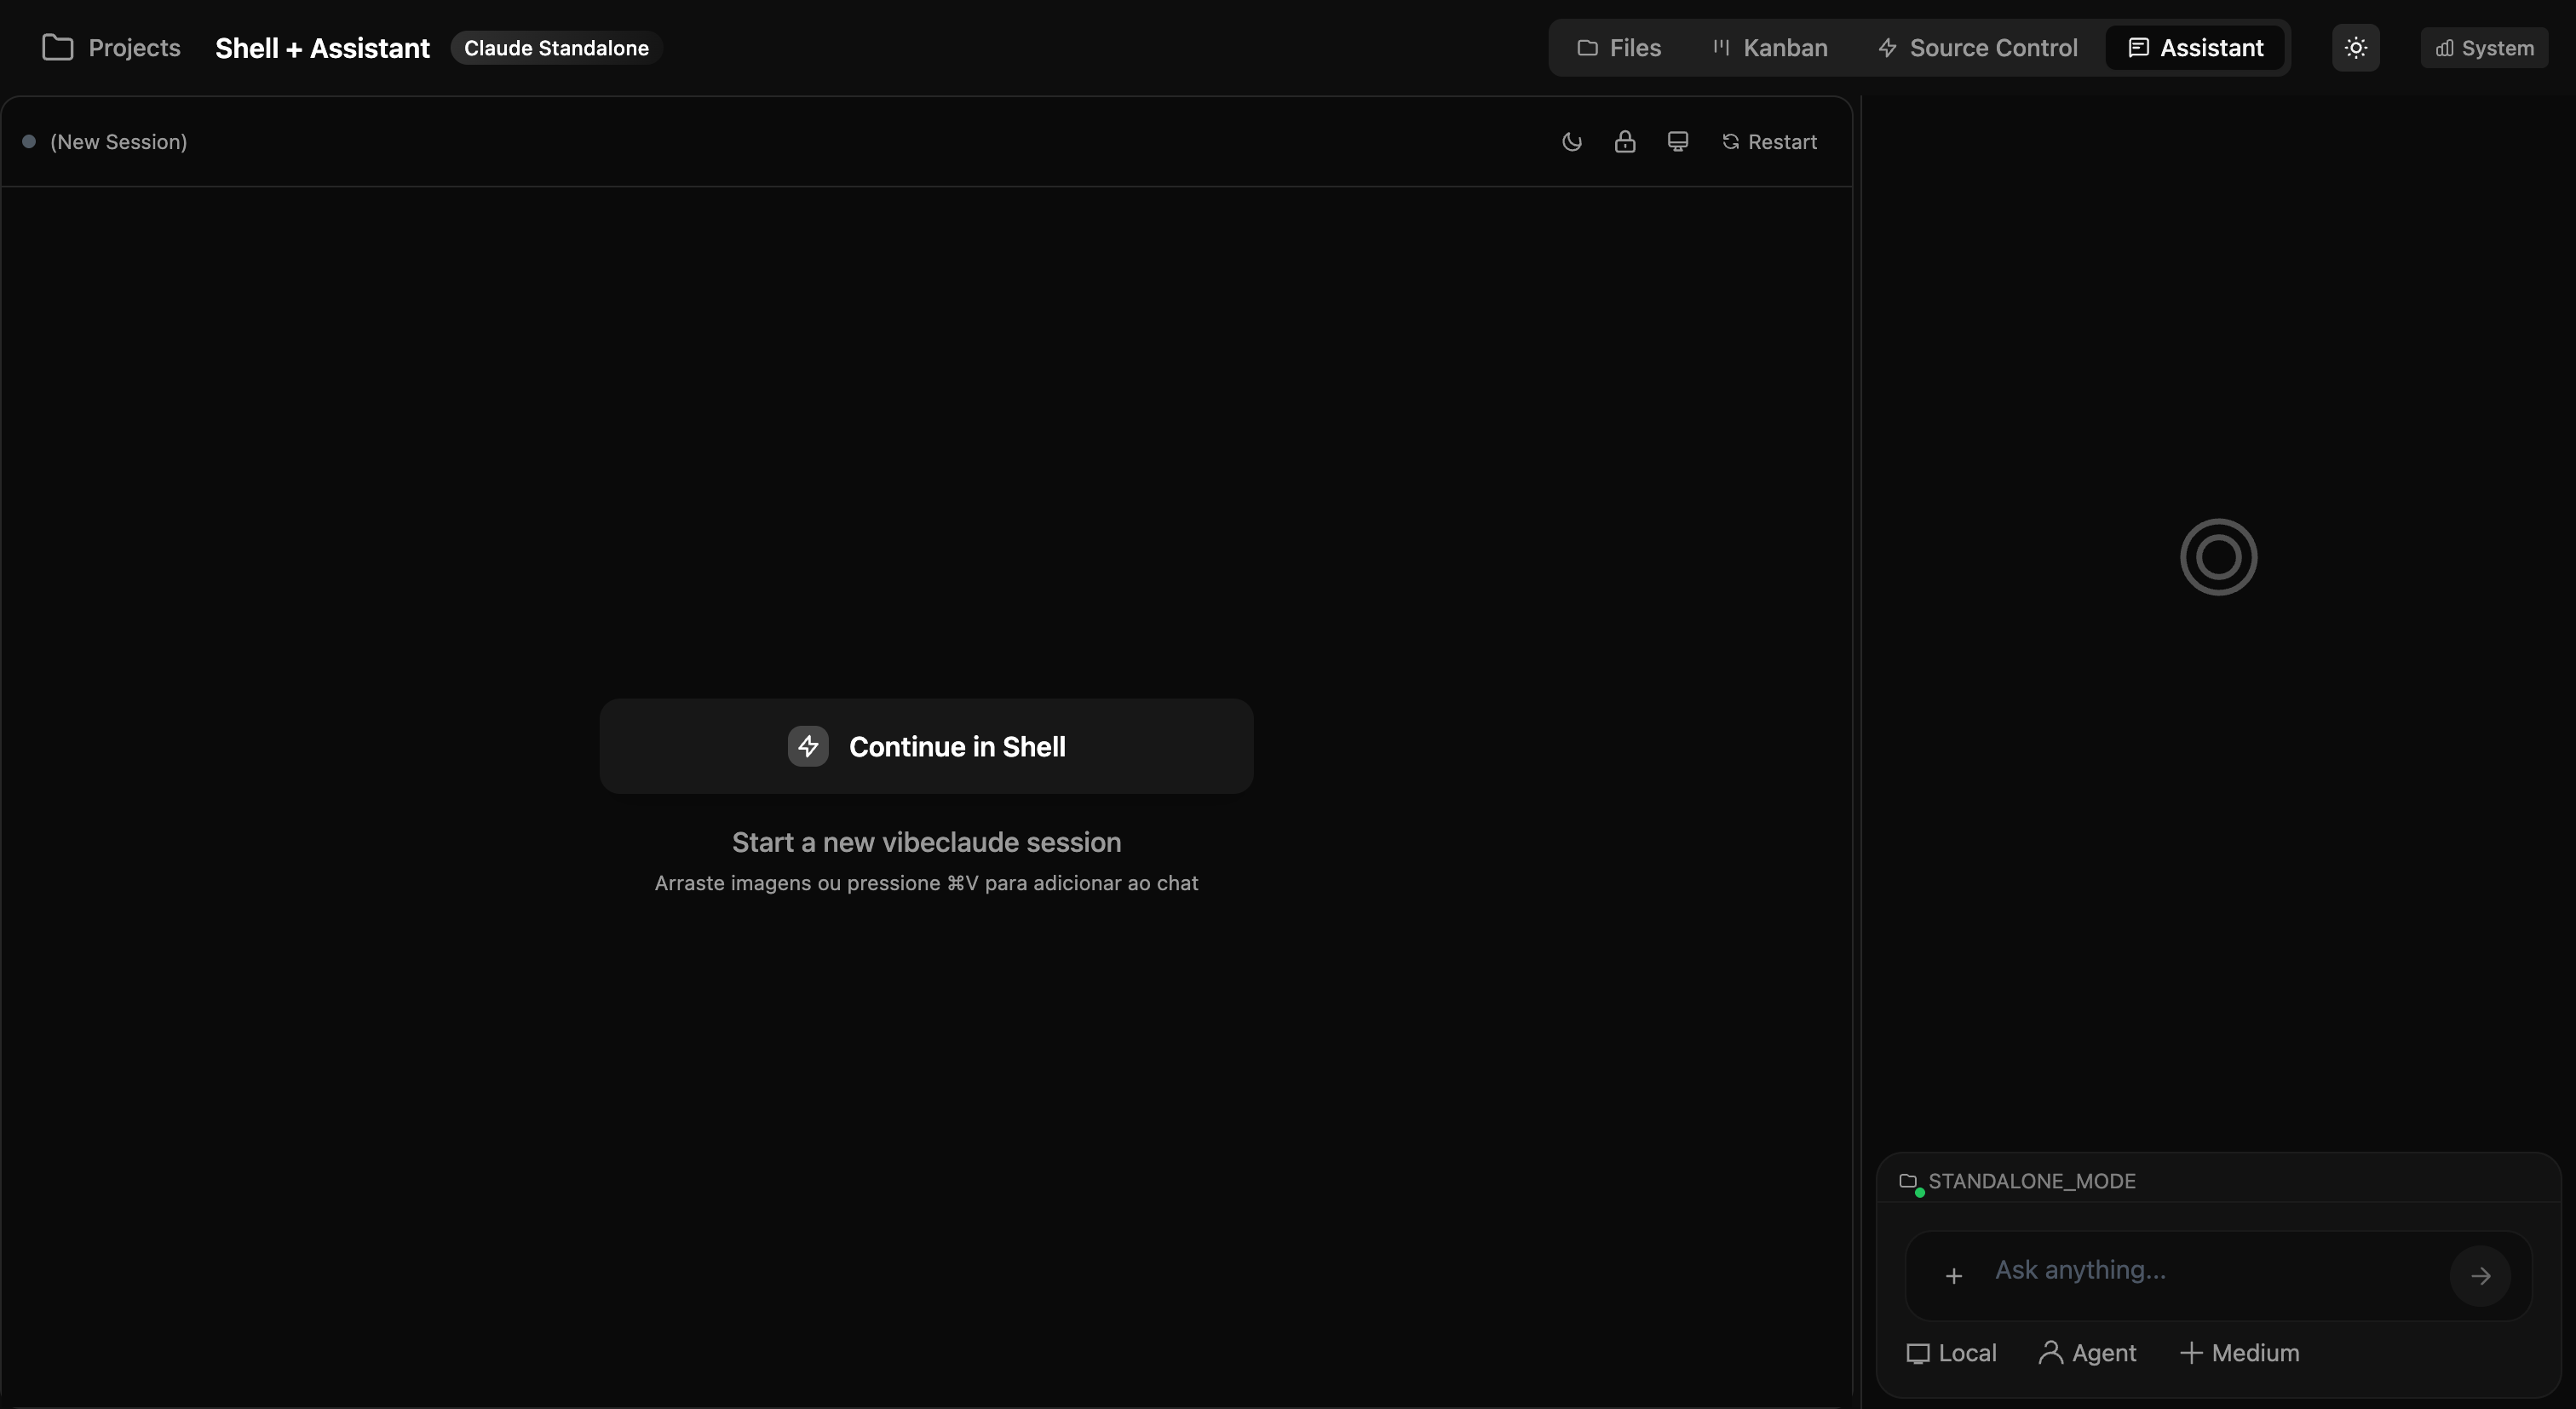 Projects
Shell + Assistant
Claude Standalone
Files
Kanban
Source Control
Assistant
System
(New Session)
Restart
Continue in Shell
Start a new vibeclaude session
Arraste imagens ou pressione ⌘V para adicionar ao chat
STANDALONE_MODE
Ask anything...
Local
Agent
Medium